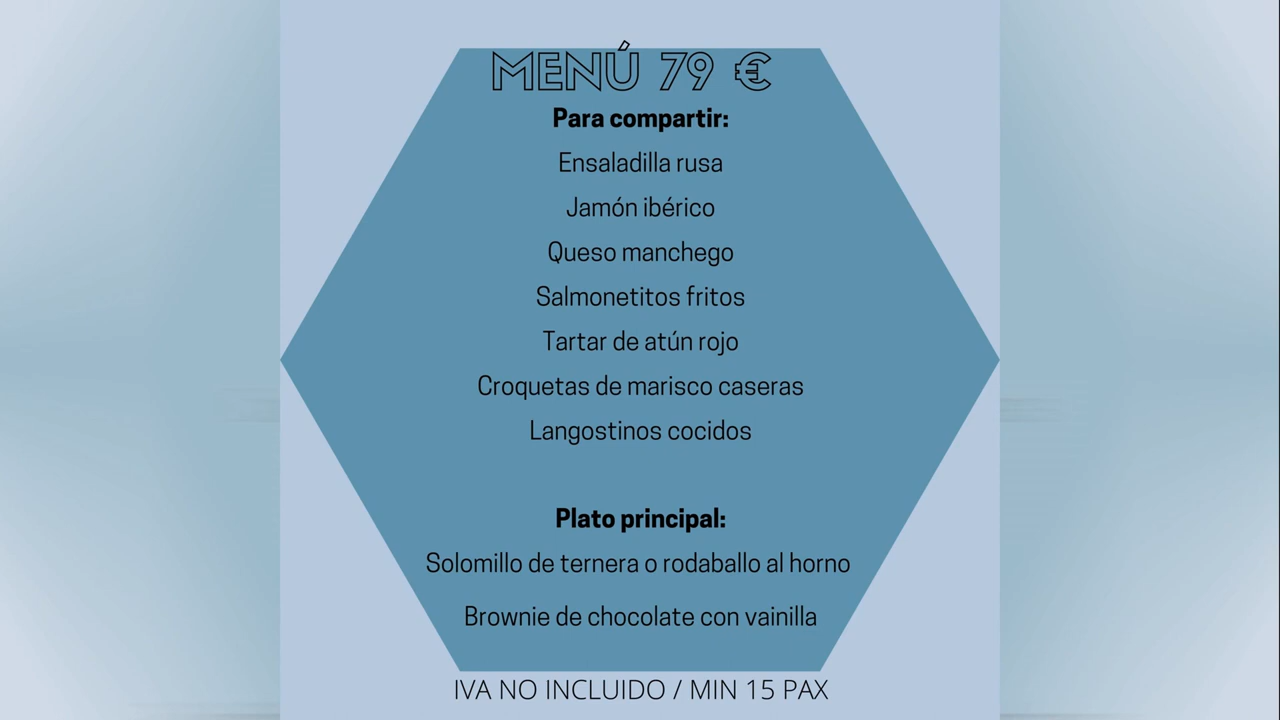 MENÚ 79 €
Para compartir:
Ensaladilla rusa
Jamón ibérico
Queso manchego
Salmonetitos fritos
Tartar de atún rojo
Croquetas de marisco caseras
Langostinos cocidos
Plato principal:
Solomillo de ternera o rodaballo al horno
Brownie de chocolate con vainilla
IVA NO INCLUIDO / MIN 15 PAX